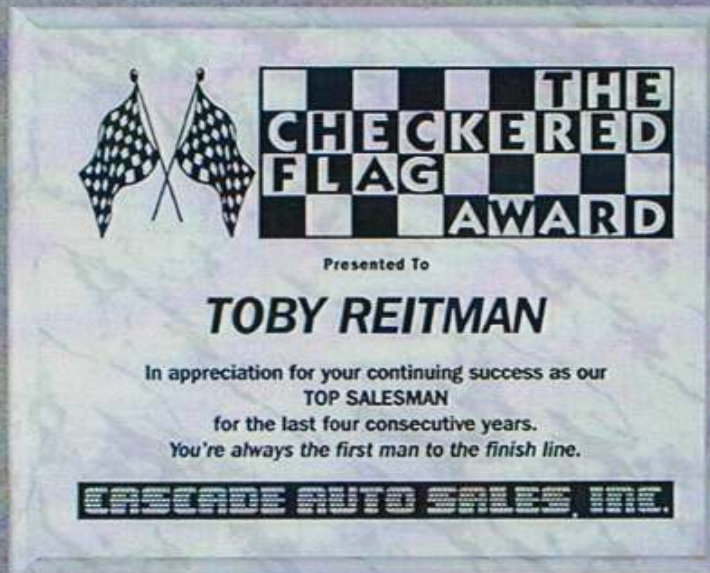 THE
CHECKERED
FLAG
AWARD
Presented To
TOBY REITMAN
In appreciation for your continuing success as our
TOP SALESMAN
for the last four consecutive years.
You're always the first man to the finish line.
CASCADE AUTO SALES, INC.